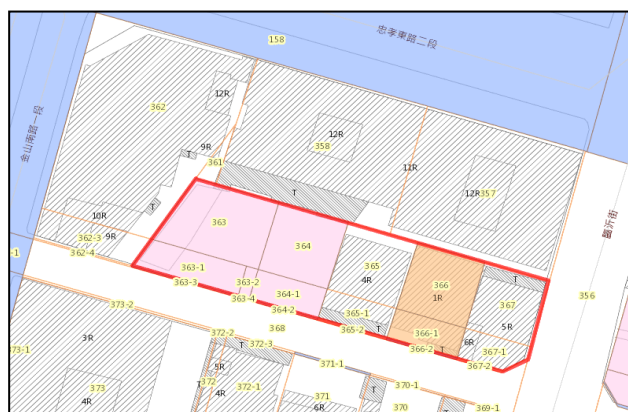 忠孝東路二段
158
金山南路一段
臨沂街
12R
362
9R
361
12R
358
11R
12R
357
T
T
T
10R
9R
362-3
362-4
363
364
365
4R
366
1R
367
5R
T
356
363-1
363-2
363-3
363-4
364-1
364-2
365-1
365-2
T
366-1
366-2
T
6R
367-1
367-2
368
373-2
372-2
372-3
T
371-1
370-1
369-1
3R
373-1
373
4R
5R
T
372
372-1
4R
371
6R
T
370
T
-1